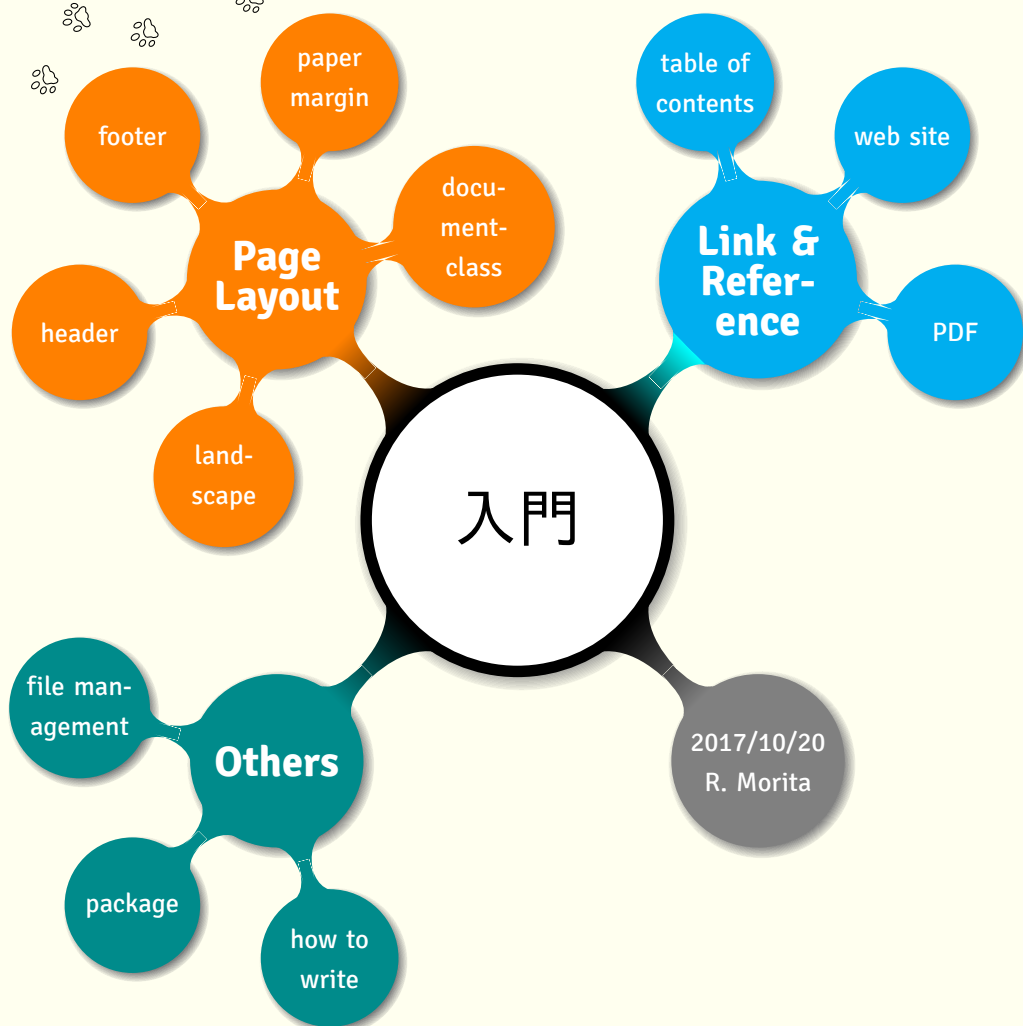 paper
margin
footer
docu-
ment-
class
Page
Layout
header
land-
scape
table of
contents
web site
Link &
Refer-
ence
PDF
入門
file man-
agement
Others
package
how to
write
2017/10/20
R. Morita